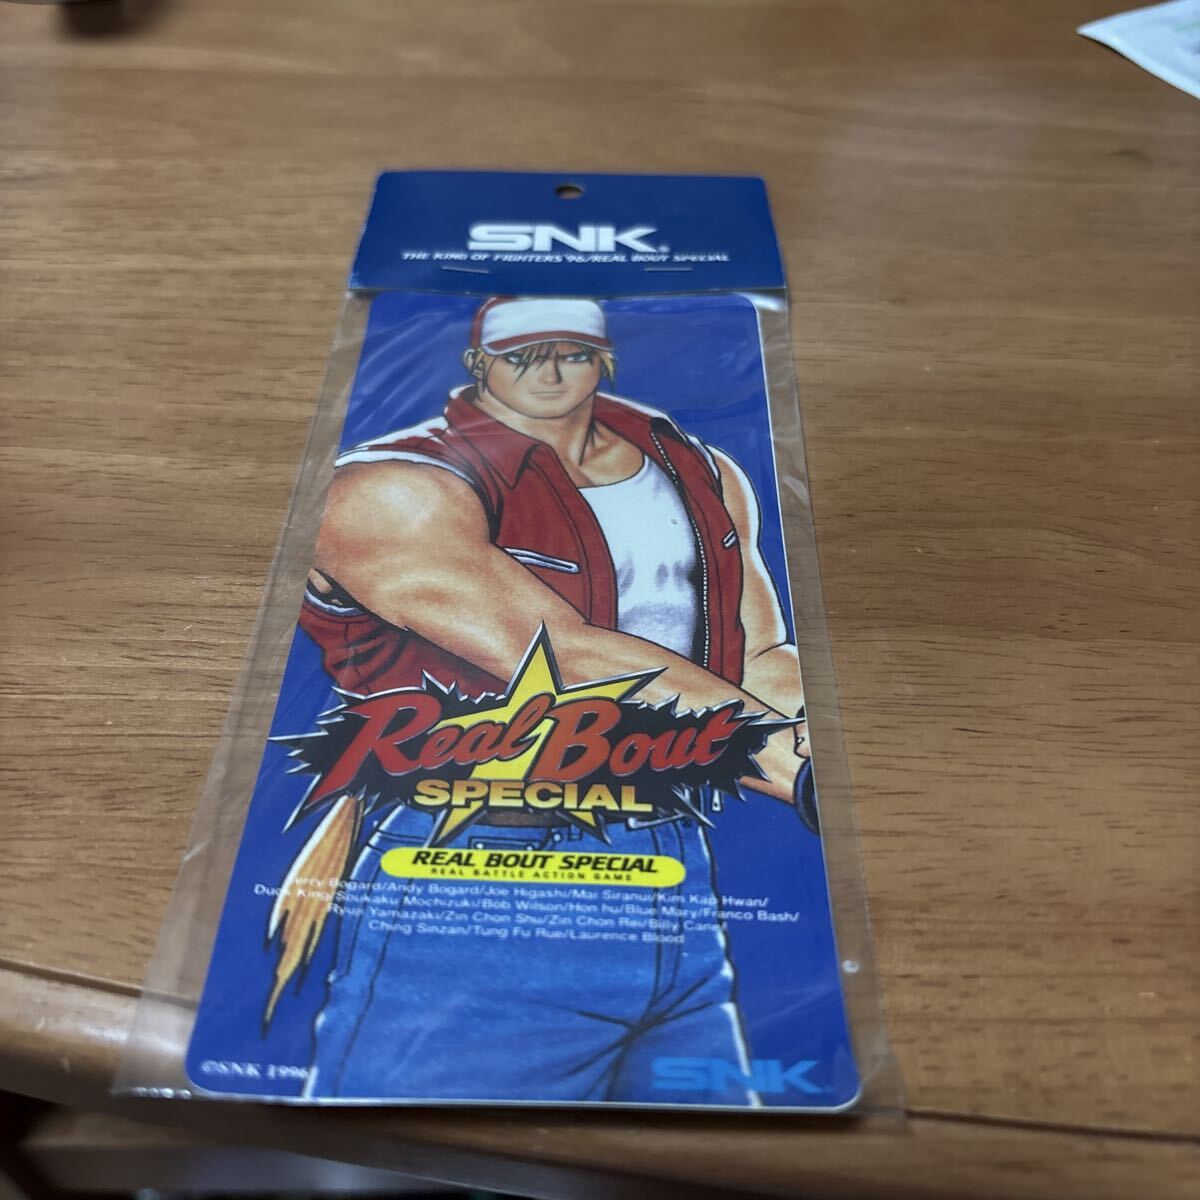 SNK®
THE KING OF FIGHTERS '96/REAL BOUT SPECIAL
Real Bout
SPECIAL
REAL BOUT SPECIAL
REAL BATTLE ACTION GAME
Terry Bogard/Andy Bogard/Joe Higashi/Mai Siranui/Kim Kap Hwan/
Duck King/Soukaku Mochizuki/Bob Wilson/Hon hu/Blue Mary/Franco Bash/
Ryuji Yamazaki/Zin Chon Shu/Zin Chon Rei/Billy Cane/
Ching Sinzan/Tung Fu Rue/Laurence Blood
©SNK 1996
SNK®